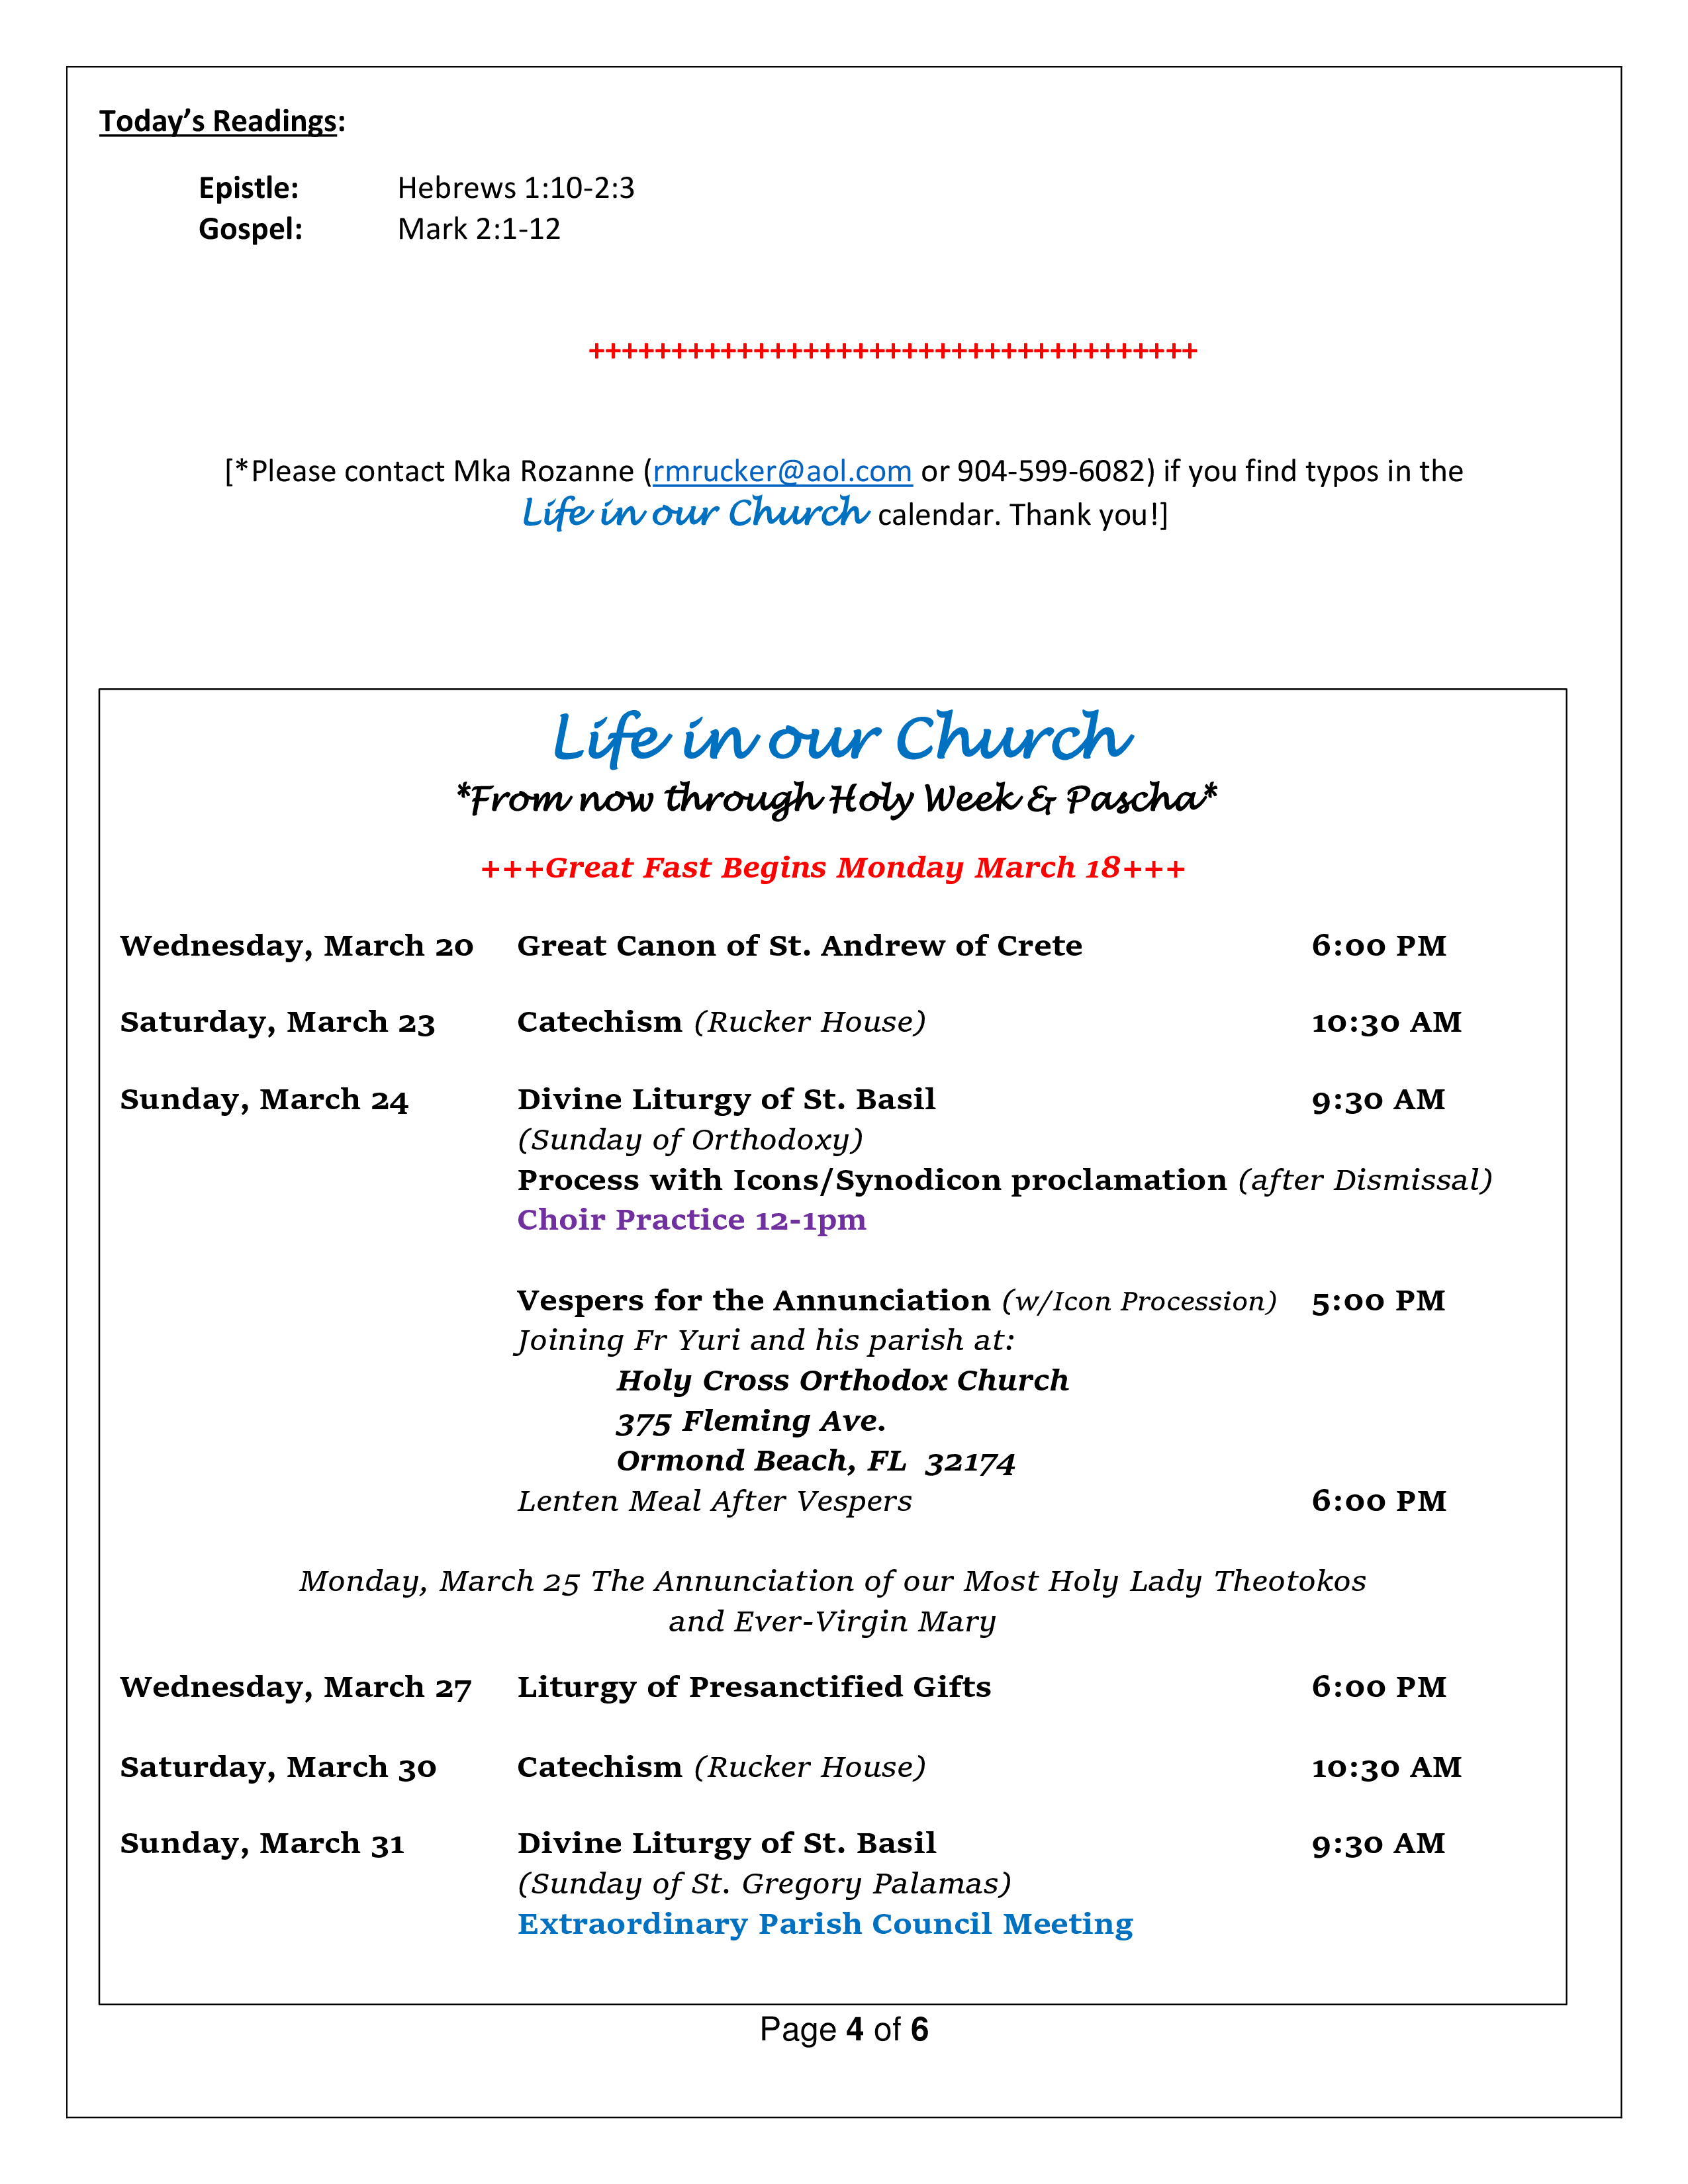 Today’s Readings:
Epistle: Hebrews 1:10-2:3
Gospel: Mark 2:1-12
+++++++++++++++++++++++++++++++++++++
[*Please contact Mka Rozanne (rmrucker@aol.com or 904-599-6082) if you find typos in the
Life in our Church calendar. Thank you!]
Life in our Church
*From now through Holy Week & Pascha*
+++Great Fast Begins Monday March 18+++
Wednesday, March 20 Great Canon of St. Andrew of Crete 6:00 PM
Saturday, March 23 Catechism (Rucker House) 10:30 AM
Sunday, March 24 Divine Liturgy of St. Basil 9:30 AM
(Sunday of Orthodoxy)
Process with Icons/Synodicon proclamation (after Dismissal)
Choir Practice 12-1pm
Vespers for the Annunciation (w/Icon Procession) 5:00 PM
Joining Fr Yuri and his parish at:
Holy Cross Orthodox Church
375 Fleming Ave.
Ormond Beach, FL 32174
Lenten Meal After Vespers 6:00 PM
Monday, March 25 The Annunciation of our Most Holy Lady Theotokos
and Ever-Virgin Mary
Wednesday, March 27 Liturgy of Presanctified Gifts 6:00 PM
Saturday, March 30 Catechism (Rucker House) 10:30 AM
Sunday, March 31 Divine Liturgy of St. Basil 9:30 AM
(Sunday of St. Gregory Palamas)
Extraordinary Parish Council Meeting
Page 4 of 6